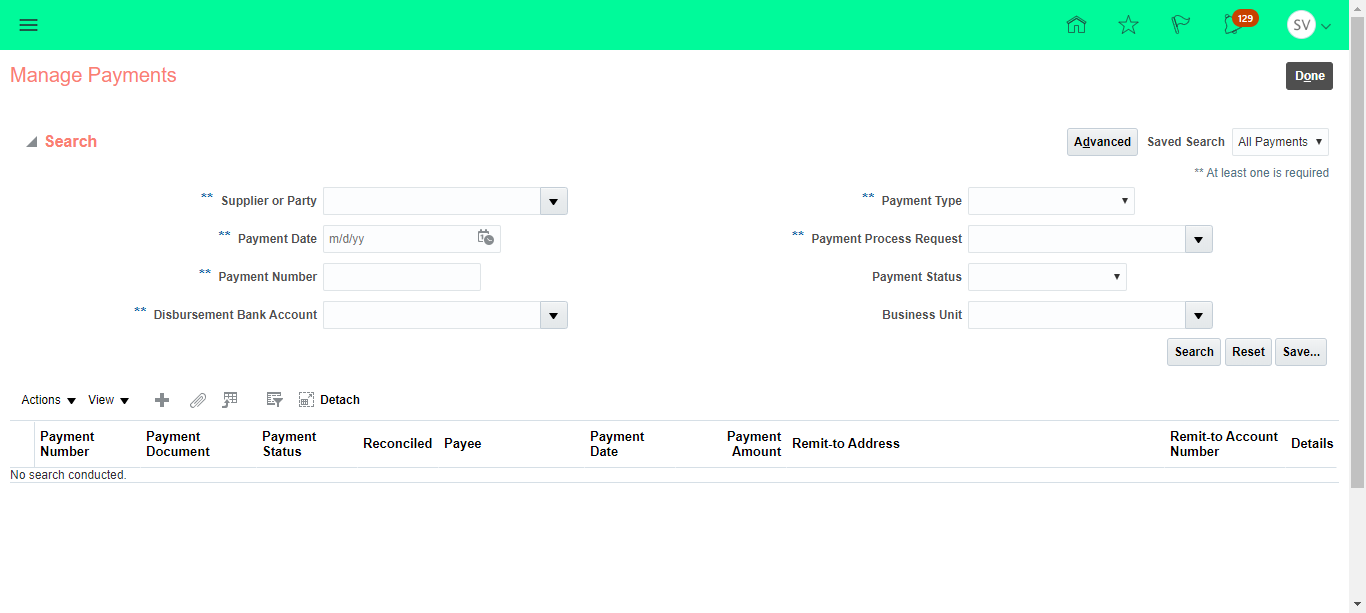 129
SV
Manage Payments
Done
Search
Advanced
Saved Search
All Payments
** At least one is required
** Supplier or Party
** Payment Type
** Payment Date
m/d/yy
** Payment Process Request
** Payment Number
Payment Status
** Disbursement Bank Account
Business Unit
Search
Reset
Save...
Actions
View
Detach
Payment Number
Payment Document
Payment Status
Reconciled
Payee
Payment Date
Payment Amount
Remit-to Address
Remit-to Account Number
Details
No search conducted.